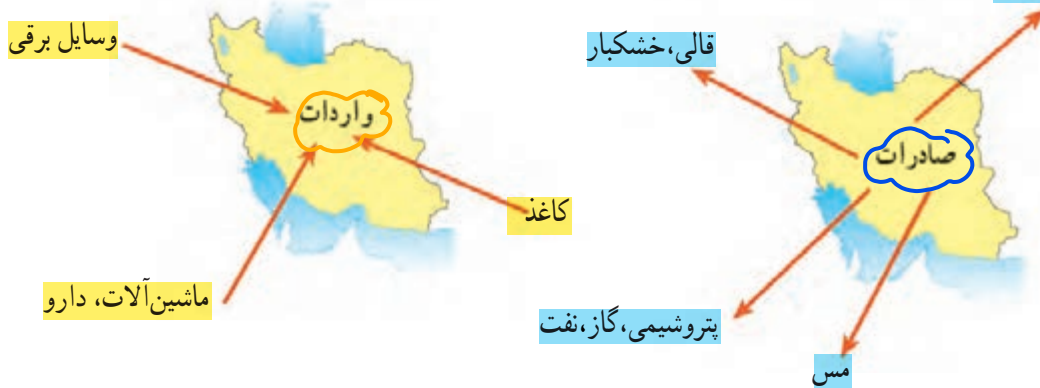 قالی،خشکبار
صادرات
پتروشیمی،گاز،نفت
مس
وسایل برقی
واردات
کاغذ
ماشین‌آلات، دارو